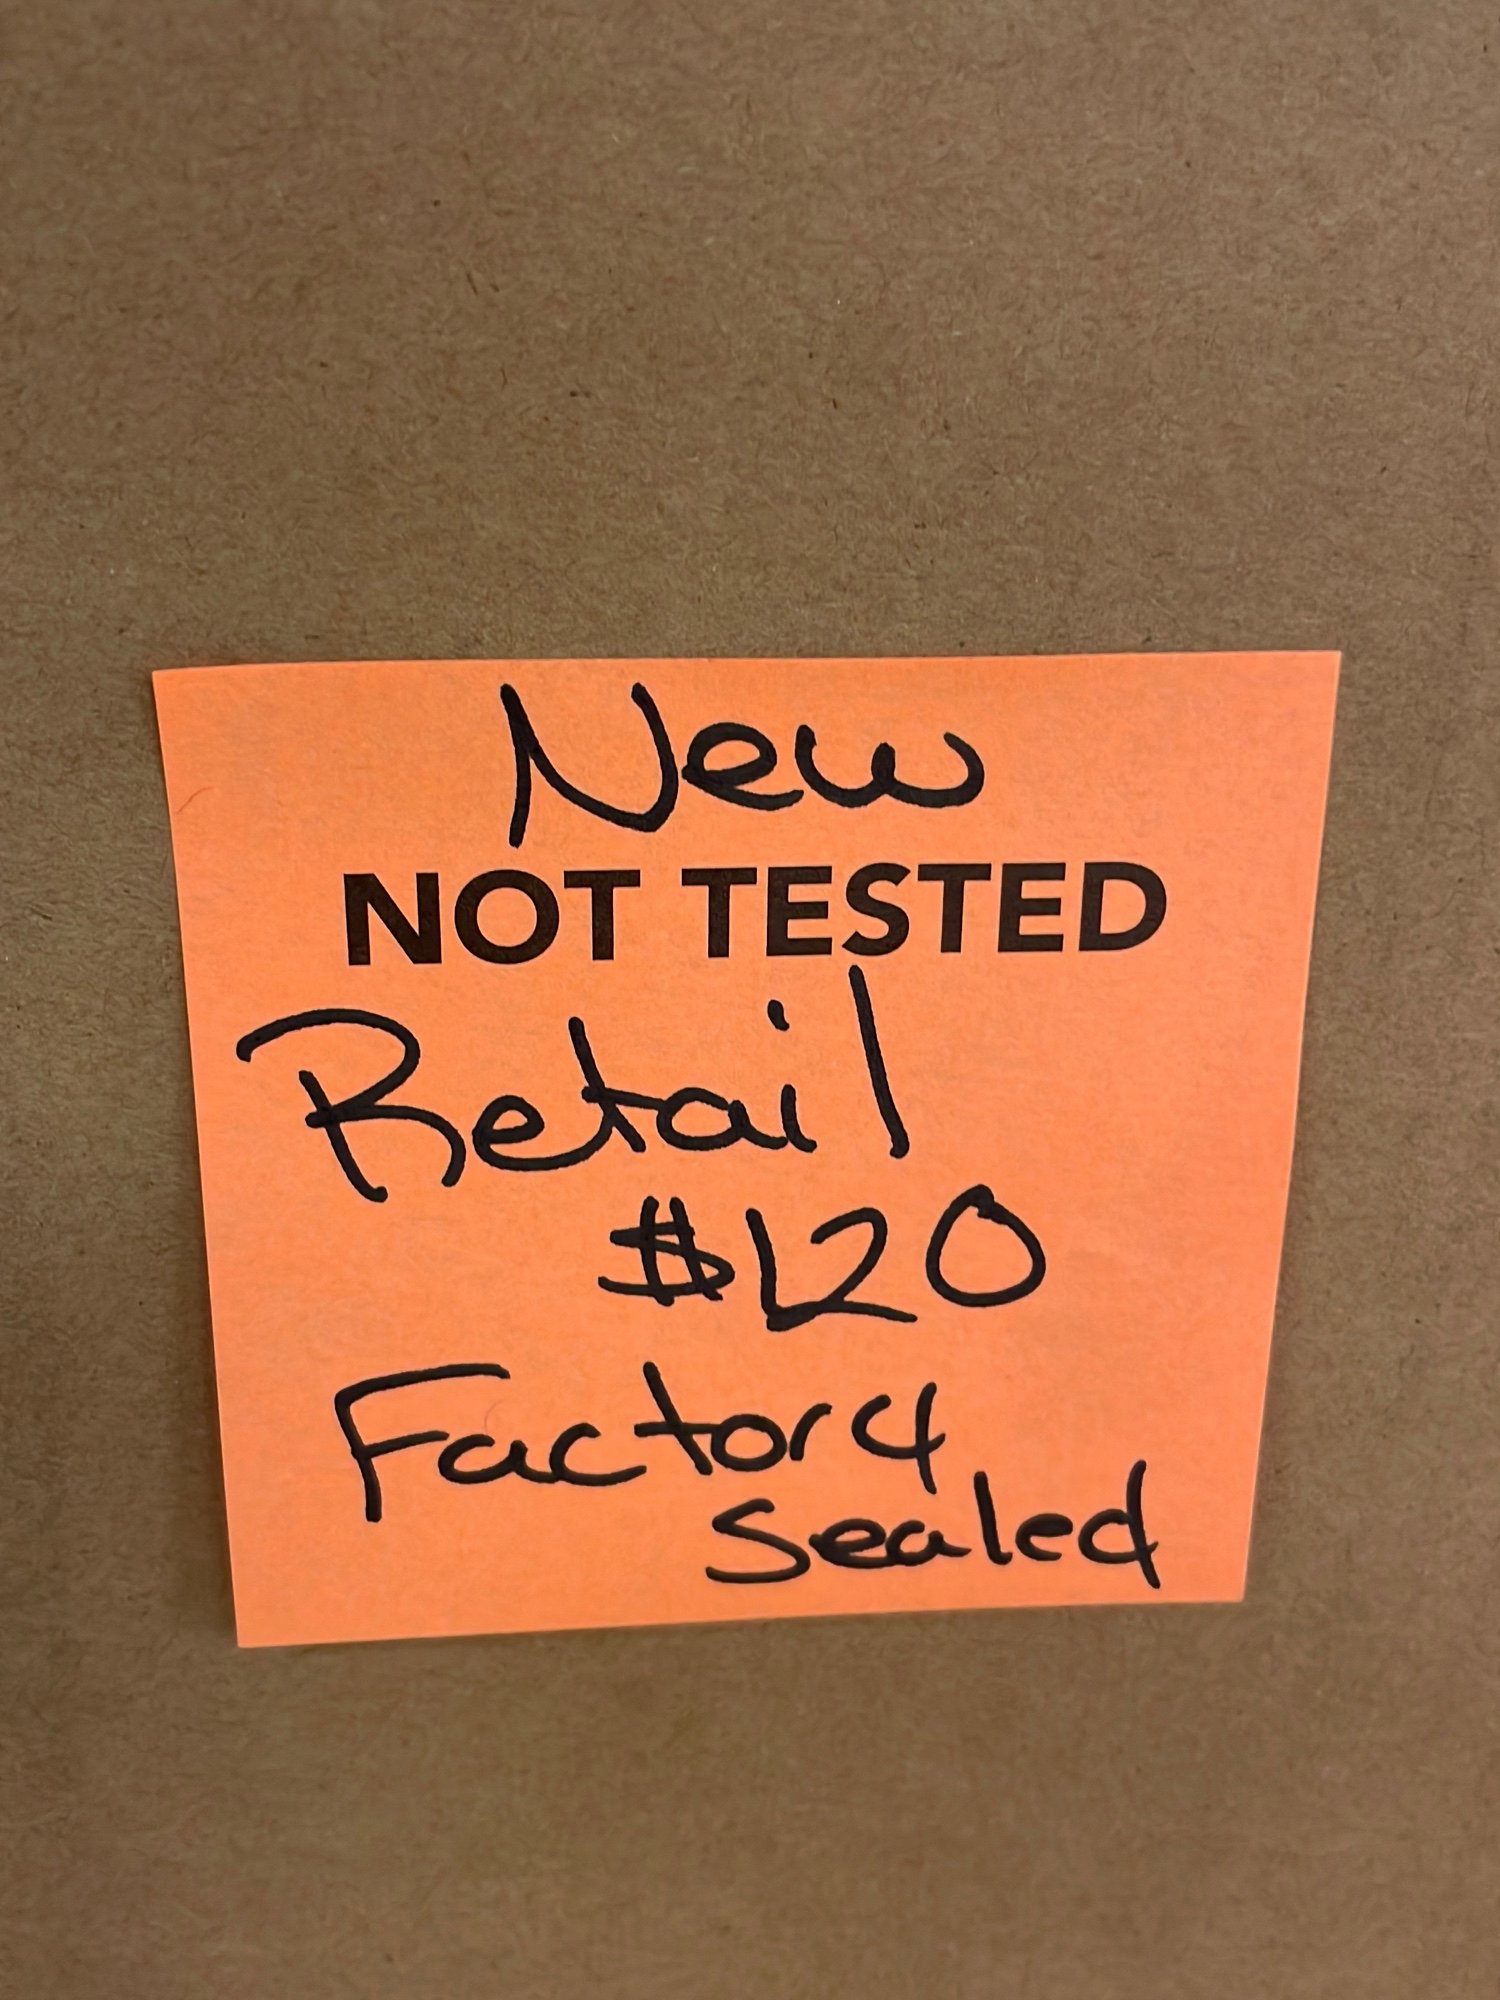 New
NOT TESTED
Retail
$120
Factory
Sealed